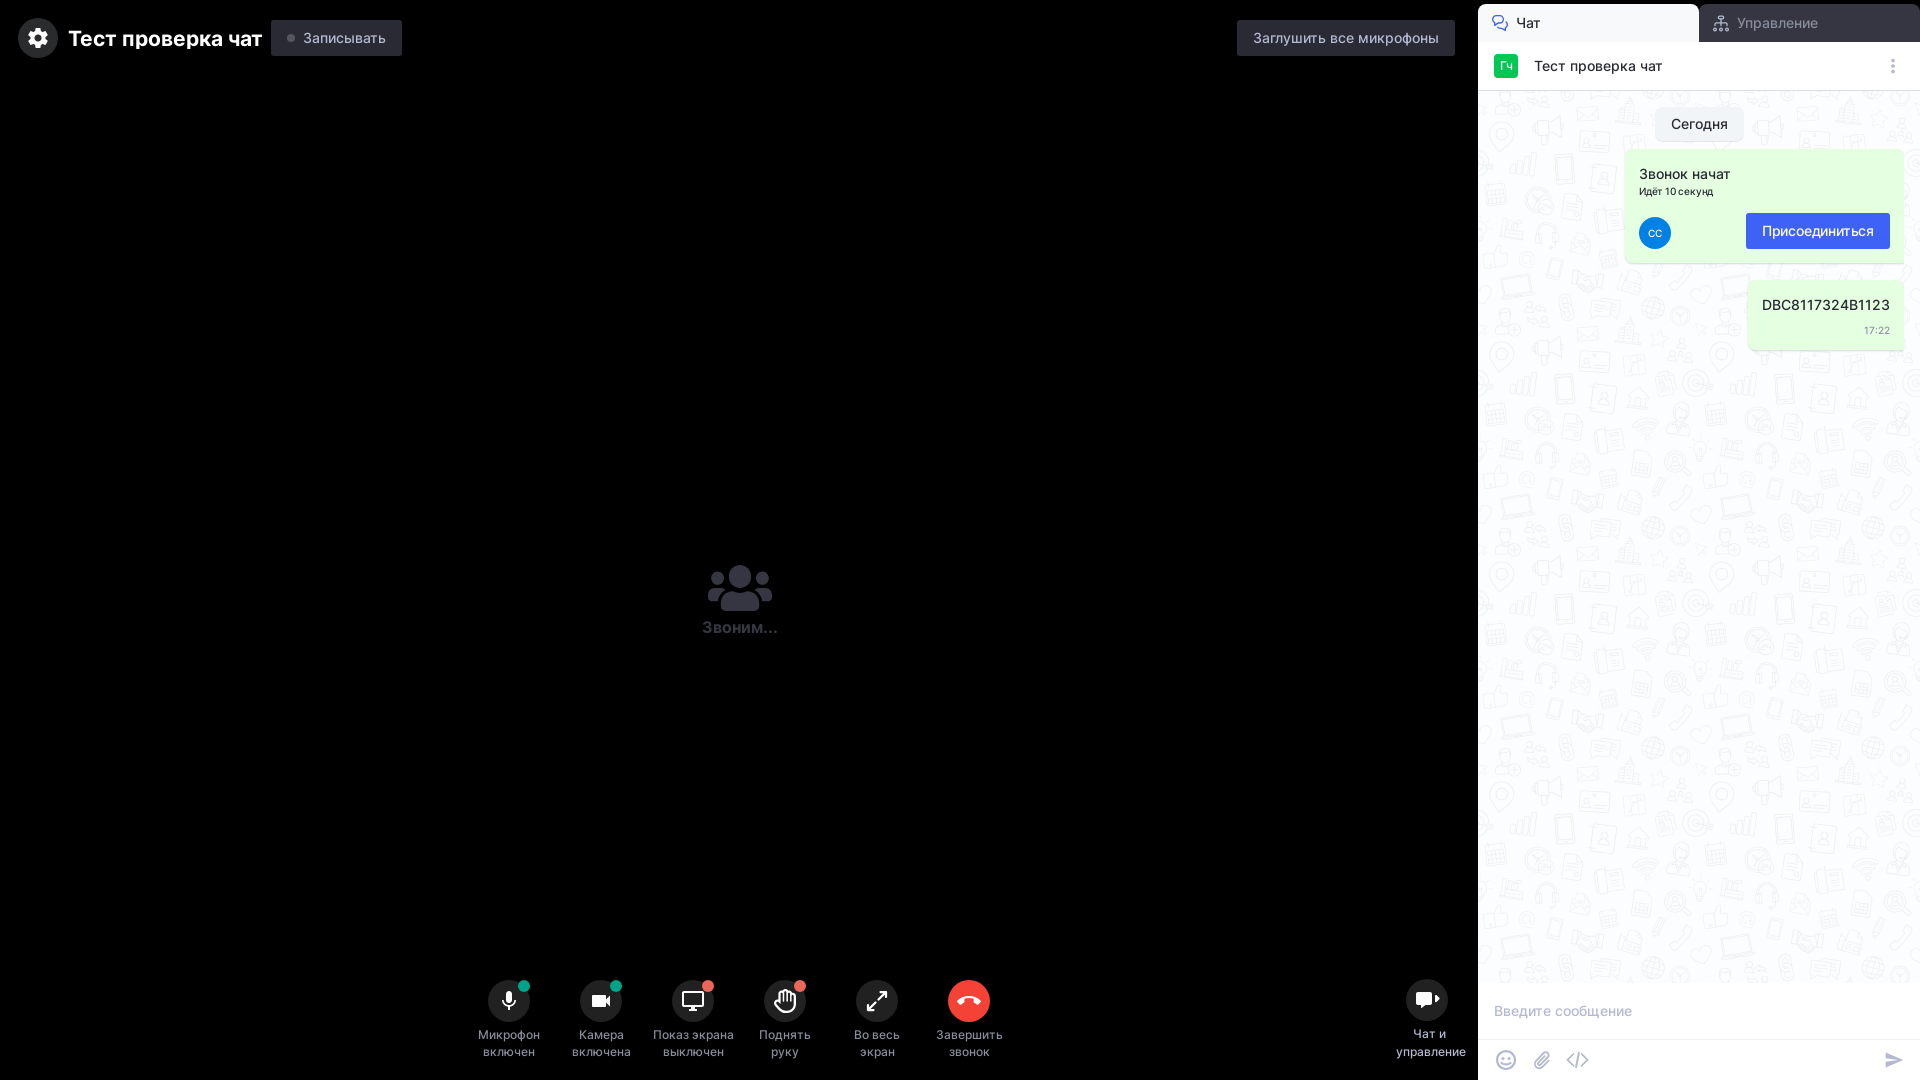 Тест проверка чат
Записывать
Заглушить все микрофоны
Чат
Управление
Гч
Тест проверка чат
Сегодня
Звонок начат
Идёт 10 секунд
СС
Присоединиться
DBC8117324B1123
17:22
Звоним...
Микрофон
включен
Камера
включена
Показ экрана
выключен
Поднять
руку
Во весь
экран
Завершить
звонок
Чат и
управление
Введите сообщение